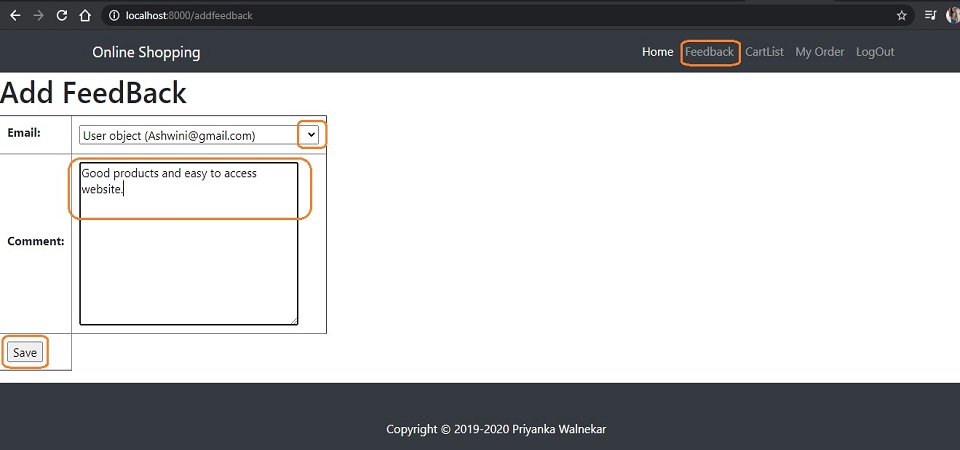 localhost:8000/addfeedback
Online Shopping Home Feedback CartList My Order LogOut
Add FeedBack
Email: User object (Ashwini@gmail.com)
Good products and easy to access
website.
Comment:
Save
Copyright © 2019-2020 Priyanka Walnekar